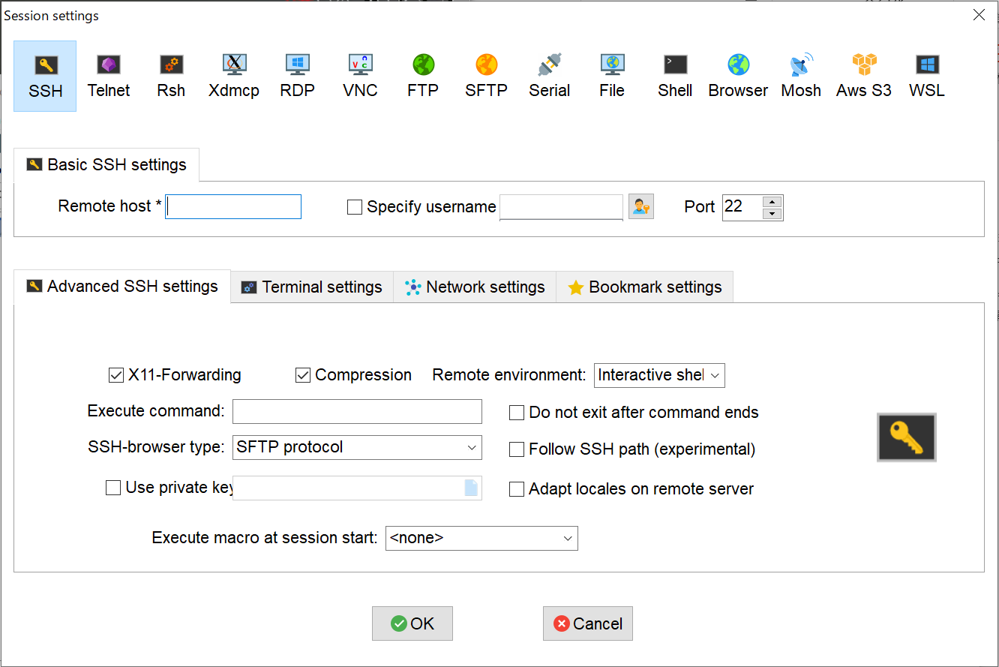 Session settings
SSH Telnet Rsh Xdmcp RDP VNC FTP SFTP Serial File Shell Browser Mosh Aws S3 WSL
Basic SSH settings
Remote host * Specify username Port 22
Advanced SSH settings Terminal settings Network settings Bookmark settings
X11-Forwarding Compression Remote environment: Interactive shel
Execute command: Do not exit after command ends
SSH-browser type: SFTP protocol Follow SSH path (experimental)
Use private key Adapt locales on remote server
Execute macro at session start: <none>
OK Cancel